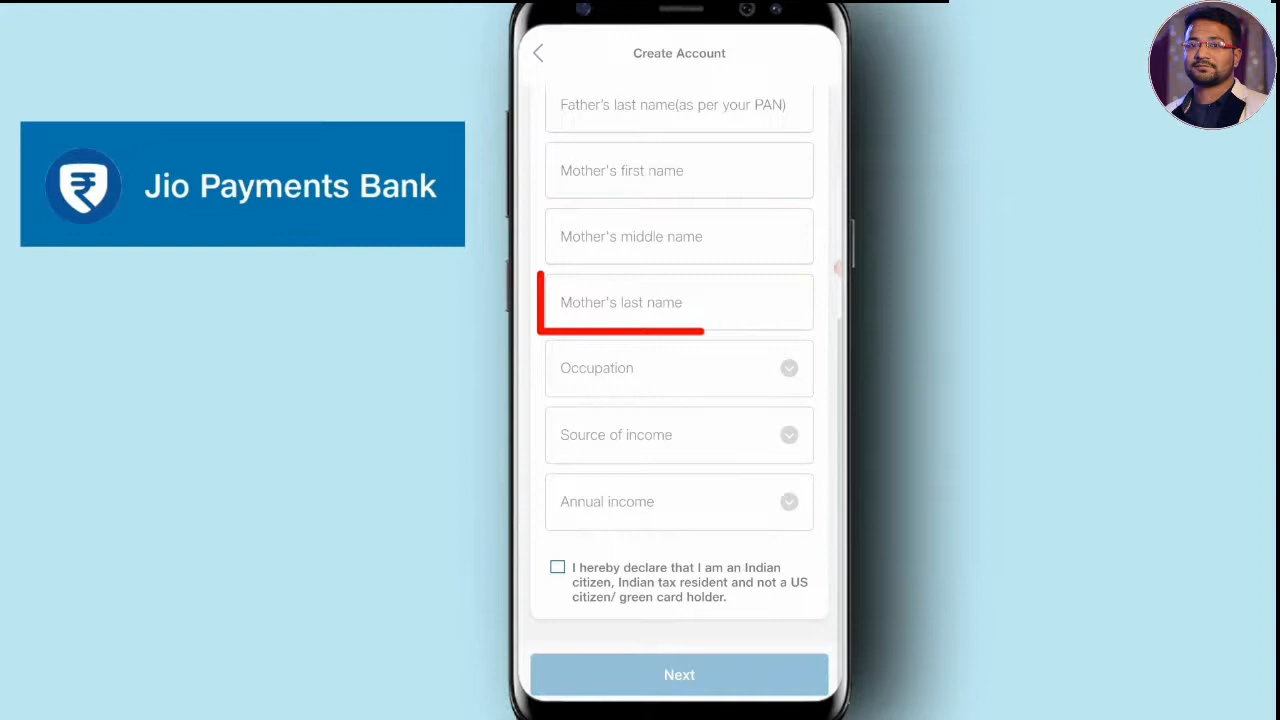 Create Account
Father's last name(as per your PAN)
Jio Payments Bank
Mother's first name
Mother's middle name
Mother's last name
Occupation
Source of income
Annual income
I hereby declare that I am an Indian
citizen, Indian tax resident and not a US
citizen/ green card holder.
Next